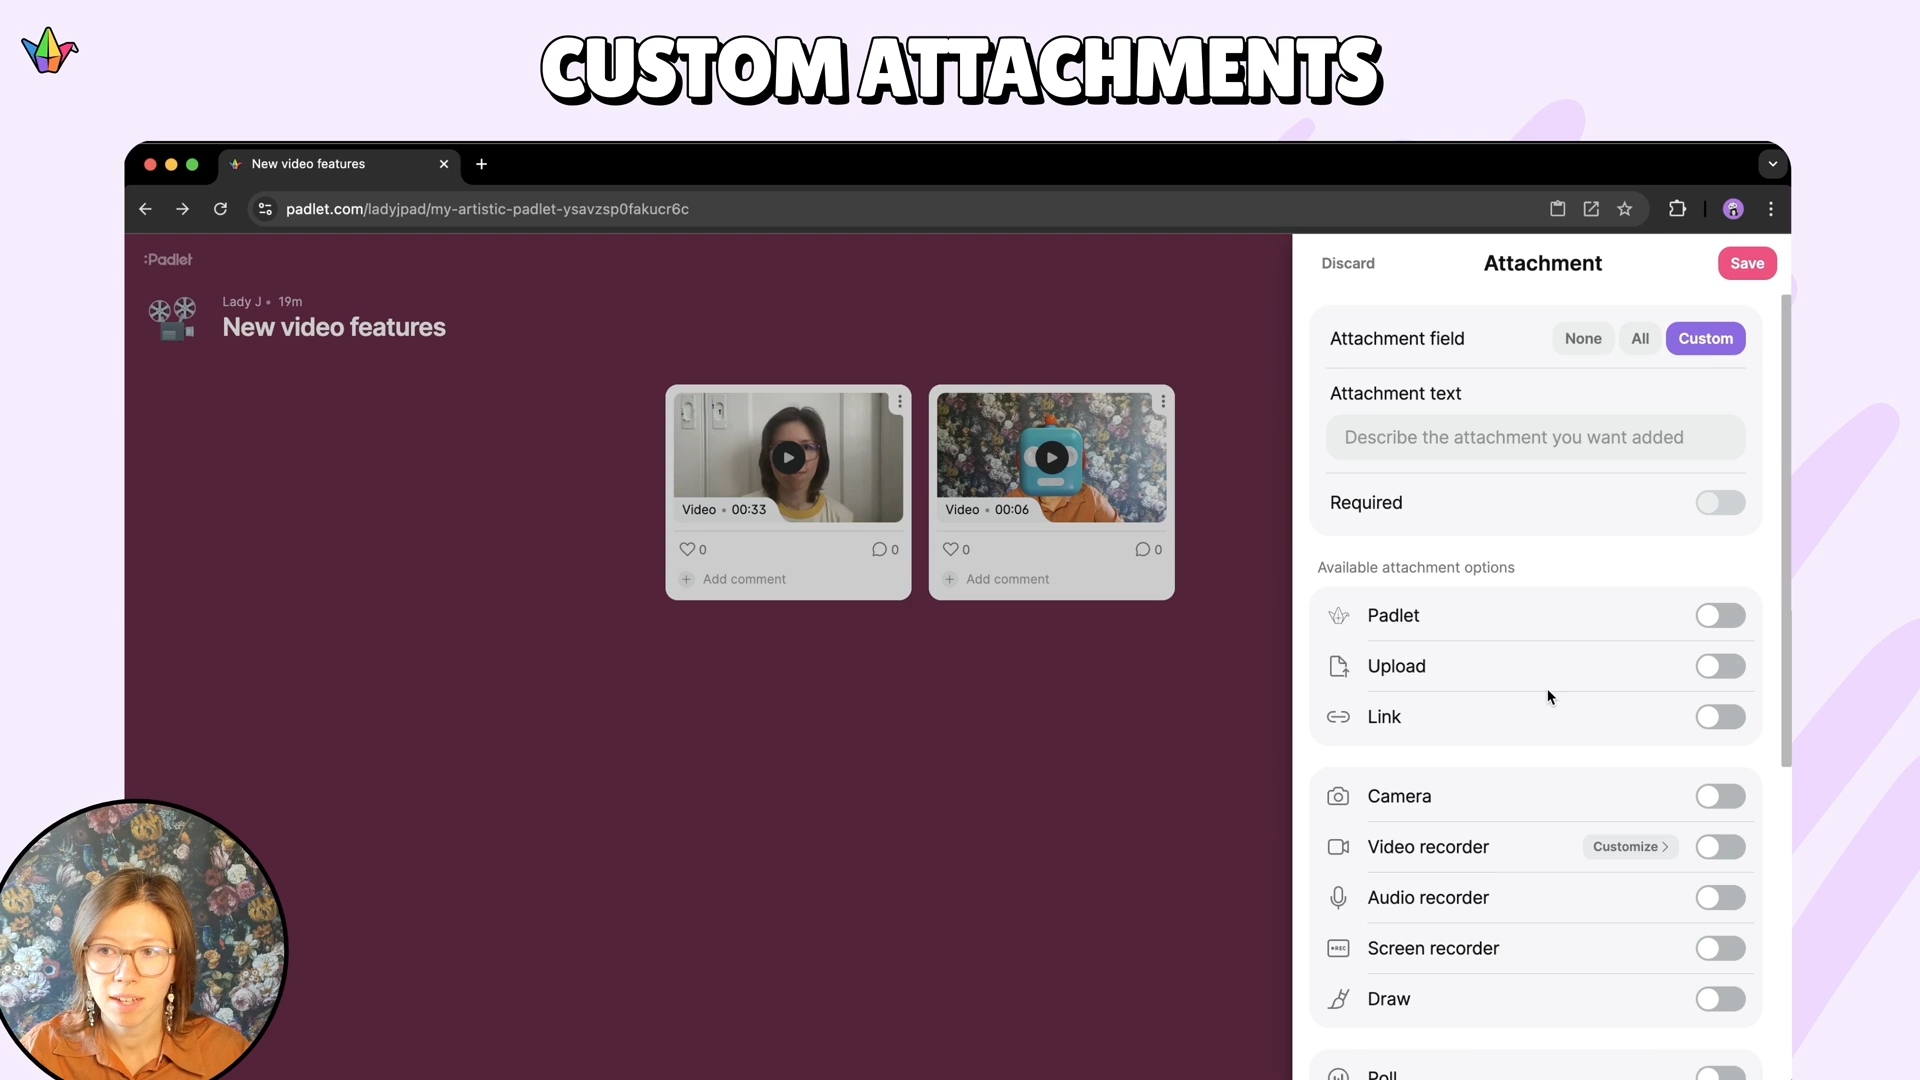 CUSTOM ATTACHMENTS
New video features
padlet.com/ladyjpad/my-artistic-padlet-ysavzsp0fakucr6c
:Padlet
Lady J • 19m
New video features
Video • 00:33
0
0
Add comment
Video • 00:06
0
0
Add comment
Discard
Attachment
Save
Attachment field
None
All
Custom
Attachment text
Describe the attachment you want added
Required
Available attachment options
Padlet
Upload
Link
Camera
Video recorder
Customize
Audio recorder
REC
Screen recorder
Draw
Poll